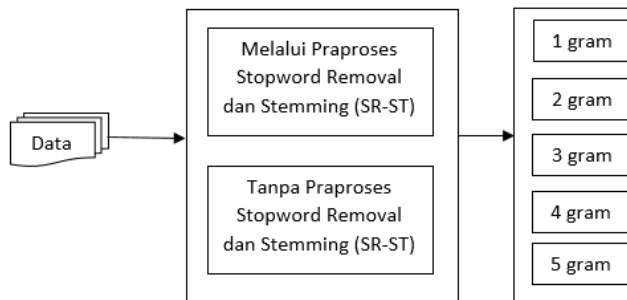 Data
Melalui Praproses
Stopword Removal
dan Stemming (SR-ST)
Tanpa Praproses
Stopword Removal
dan Stemming (SR-ST)
1 gram
2 gram
3 gram
4 gram
5 gram